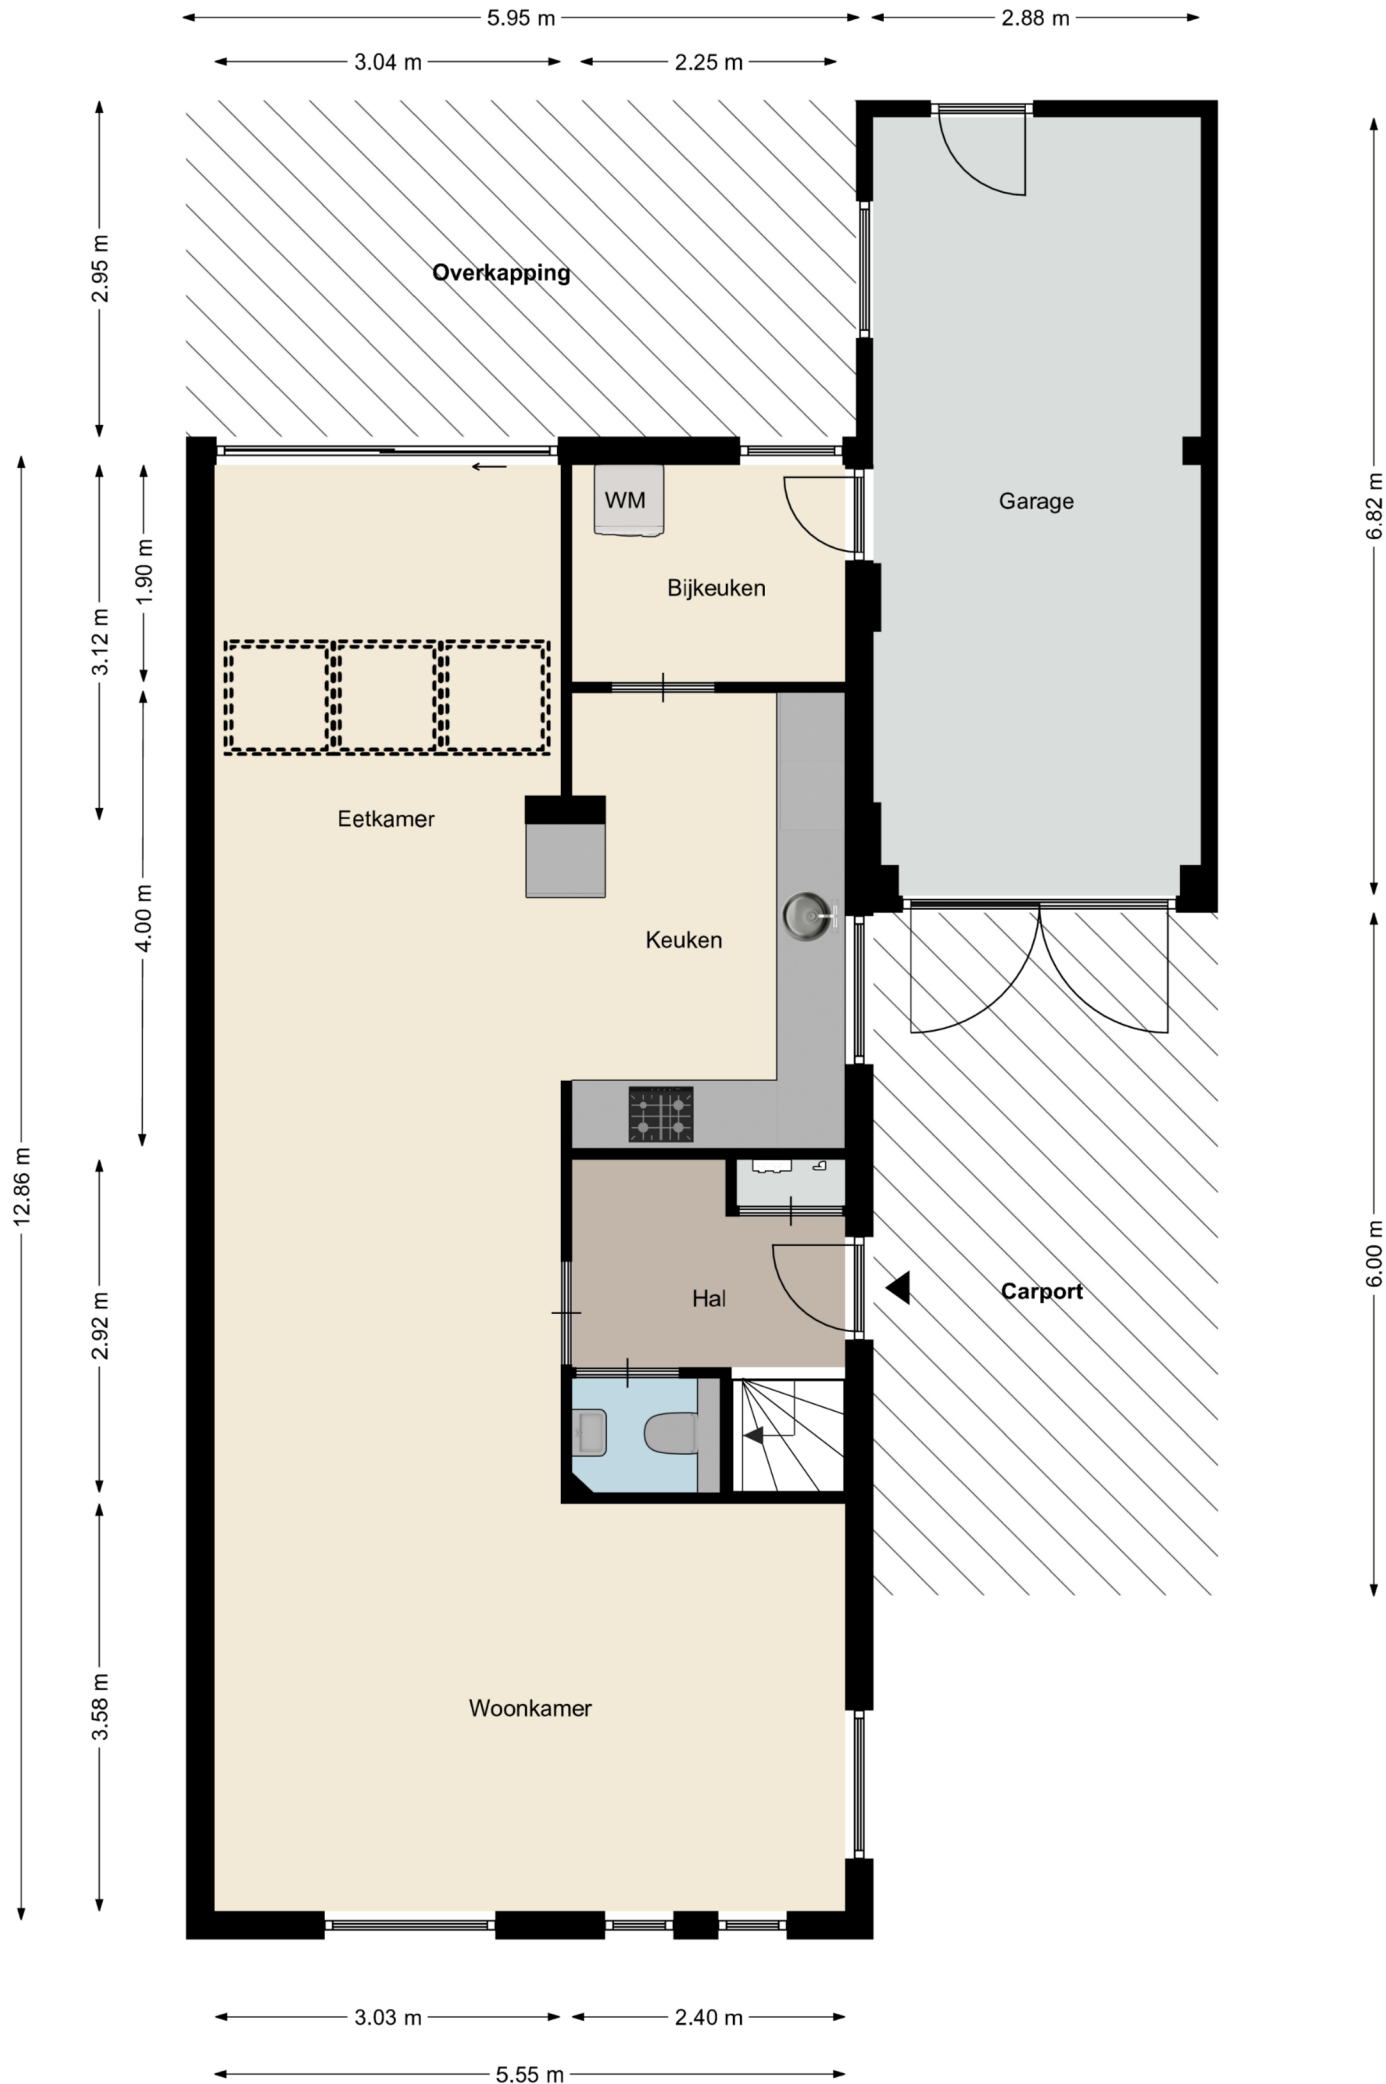 5.95 m
2.88 m
3.04 m
2.25 m
2.95 m
Overkapping
6.82 m
WM
Garage
1.90 m
Bijkeuken
3.12 m
Eetkamer
4.00 m
Keuken
12.86 m
2.92 m
Hal
Carport
6.00 m
3.58 m
Woonkamer
3.03 m
2.40 m
5.55 m